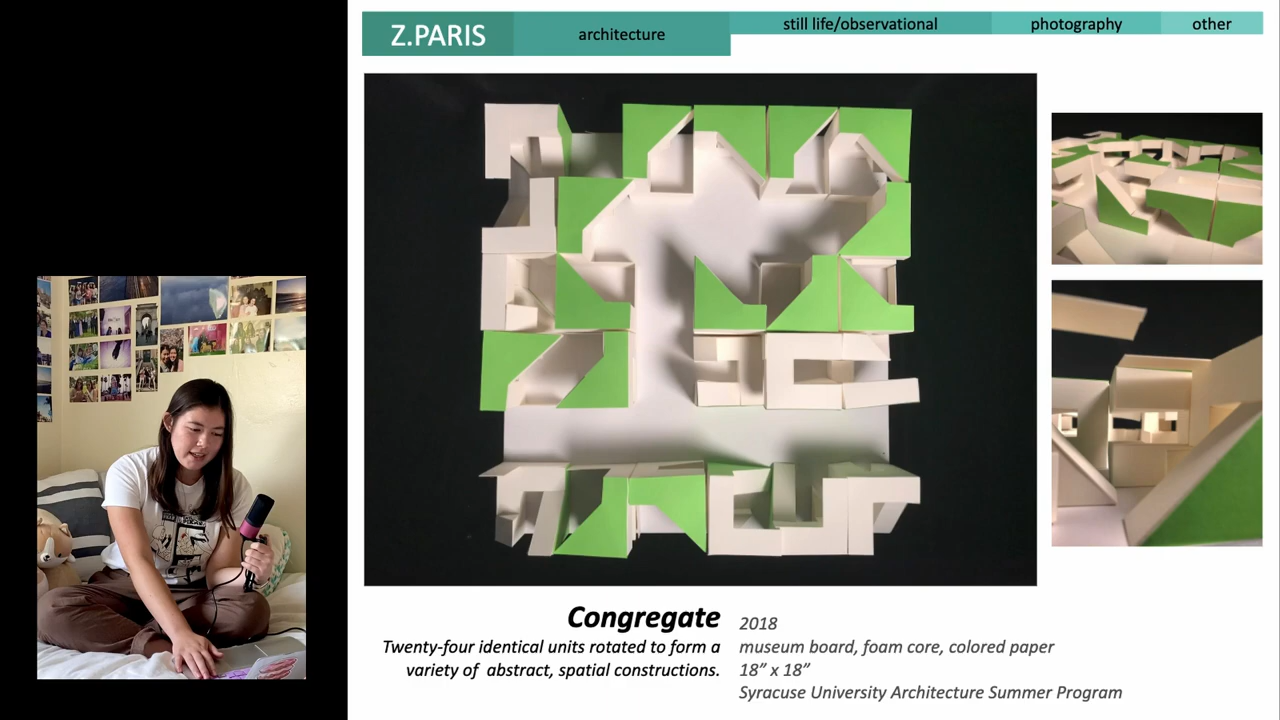 Z.PARIS
architecture
still life/observational
photography
other
Congregate
Twenty-four identical units rotated to form a
variety of abstract, spatial constructions.
2018
museum board, foam core, colored paper
18” x 18”
Syracuse University Architecture Summer Program